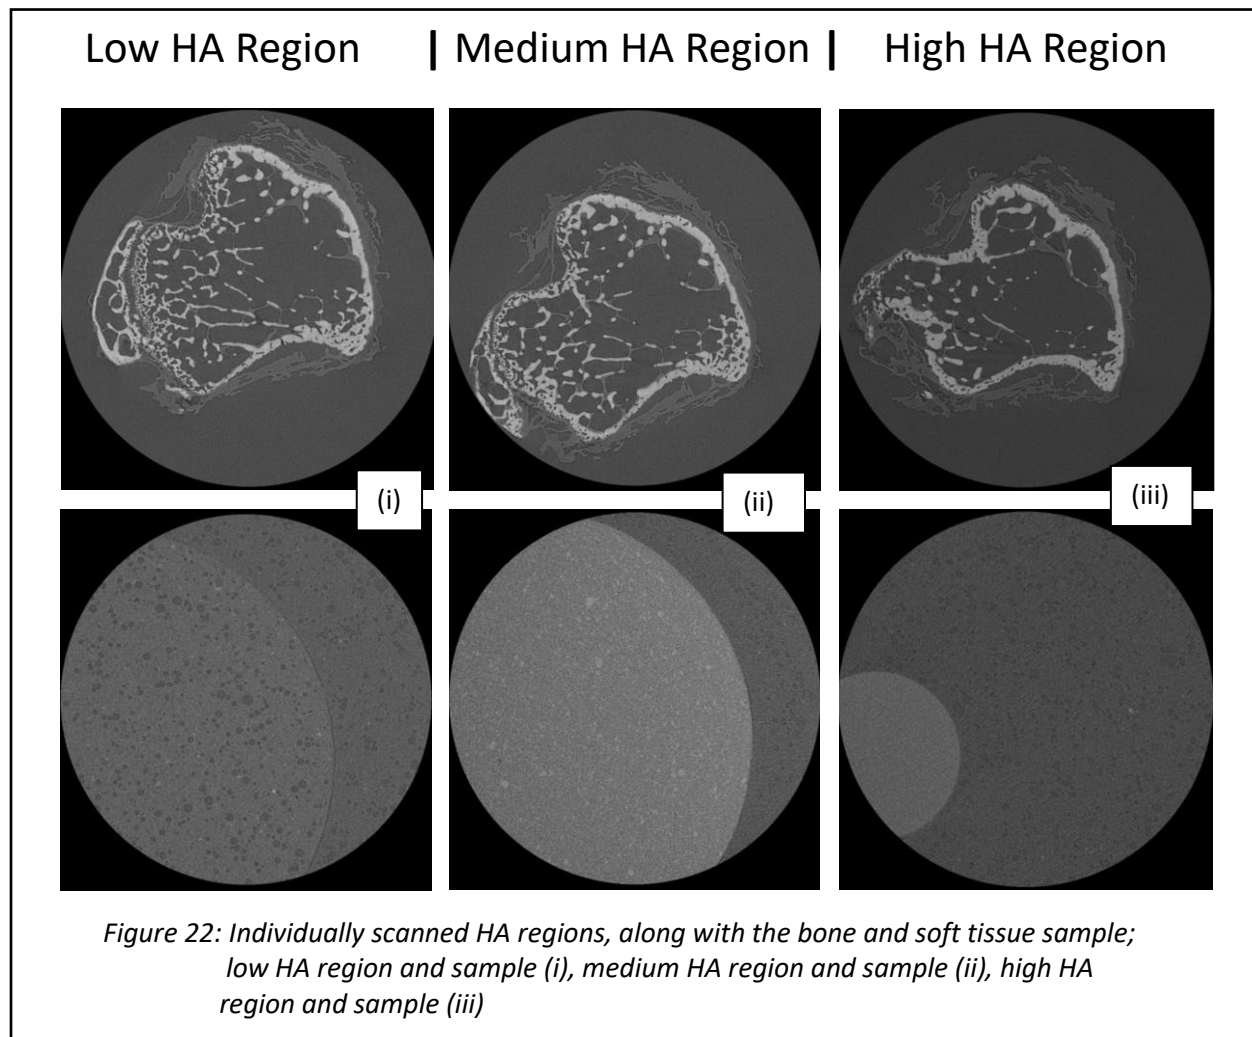 Low HA Region | Medium HA Region | High HA Region
(i) (ii) (iii)
Figure 22: Individually scanned HA regions, along with the bone and soft tissue sample;
low HA region and sample (i), medium HA region and sample (ii), high HA
region and sample (iii)